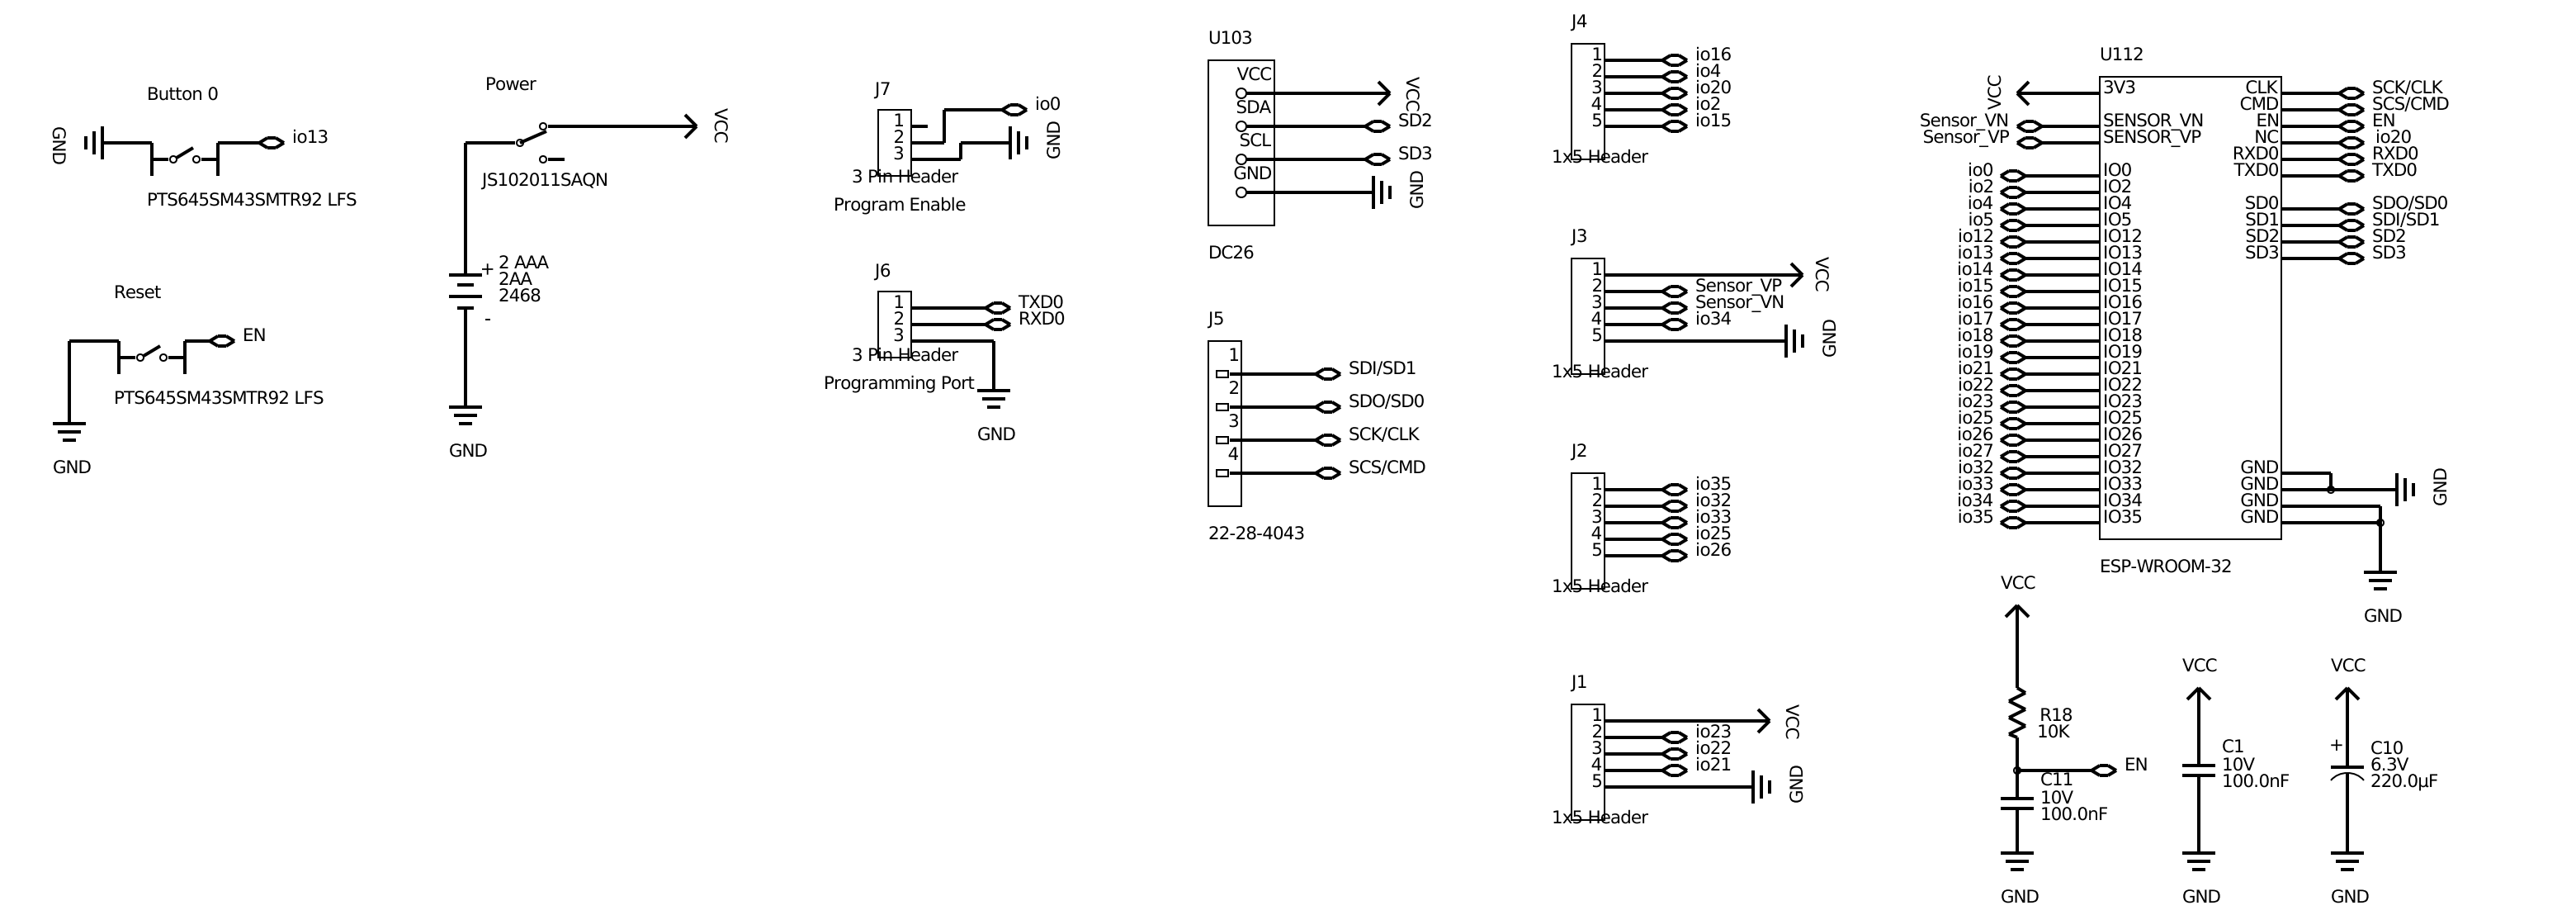 Button 0
GND
io13
PTS645SM43SMTR92 LFS
Reset
EN
PTS645SM43SMTR92 LFS
GND
Power
VCC
JS102011SAQN
+ 2 AAA
2AA
2468
-
GND
J7
1
2
3
io0
GND
3 Pin Header
Program Enable
J6
1
2
3
TXD0
RXD0
3 Pin Header
Programming Port
GND
U103
VCC
SDA
SCL
GND
VCC
SD2
SD3
GND
DC26
J5
1
2
3
4
SDI/SD1
SDO/SD0
SCK/CLK
SCS/CMD
22-28-4043
J4
1 io16
2 io4
3 io20
4 io2
5 io15
1x5 Header
J3
1 VCC
2 Sensor_VP
3 Sensor_VN
4 io34
5 GND
1x5 Header
J2
1 io35
2 io32
3 io33
4 io25
5 io26
1x5 Header
J1
1 VCC
2 io23
3 io22
4 io21
5 GND
1x5 Header
U112
VCC 3V3
Sensor_VN SENSOR_VN
Sensor_VP SENSOR_VP
io0 IO0
io2 IO2
io4 IO4
io5 IO5
io12 IO12
io13 IO13
io14 IO14
io15 IO15
io16 IO16
io17 IO17
io18 IO18
io19 IO19
io21 IO21
io22 IO22
io23 IO23
io25 IO25
io26 IO26
io27 IO27
io32 IO32
io33 IO33
io34 IO34
io35 IO35
CLK SCK/CLK
CMD SCS/CMD
EN EN
NC io20
RXD0 RXD0
TXD0 TXD0
SD0 SDO/SD0
SD1 SDI/SD1
SD2 SD2
SD3 SD3
GND
GND
GND
GND
GND
ESP-WROOM-32
GND
VCC
R18
10K
EN
C11
10V
100.0nF
GND
VCC
C1
10V
100.0nF
GND
VCC
+
C10
6.3V
220.0µF
GND